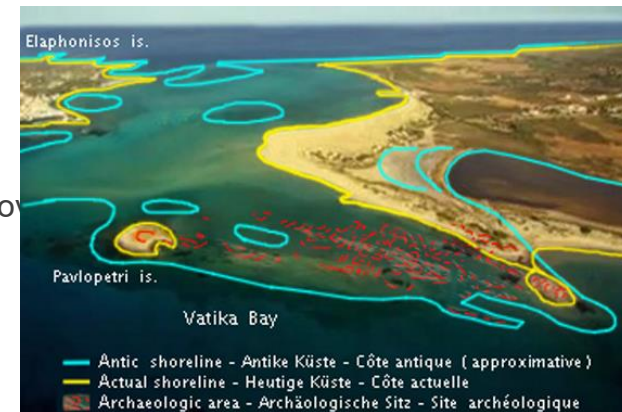 Elaphonisos is.
Pavlopetri is.
Vatika Bay
Antic shoreline - Antike Küste - Côte antique ( approximative )
Actual shoreline - Heutige Küste - Côte actuelle
Archaeologic area - Archäologische Sitz - Site archéologique